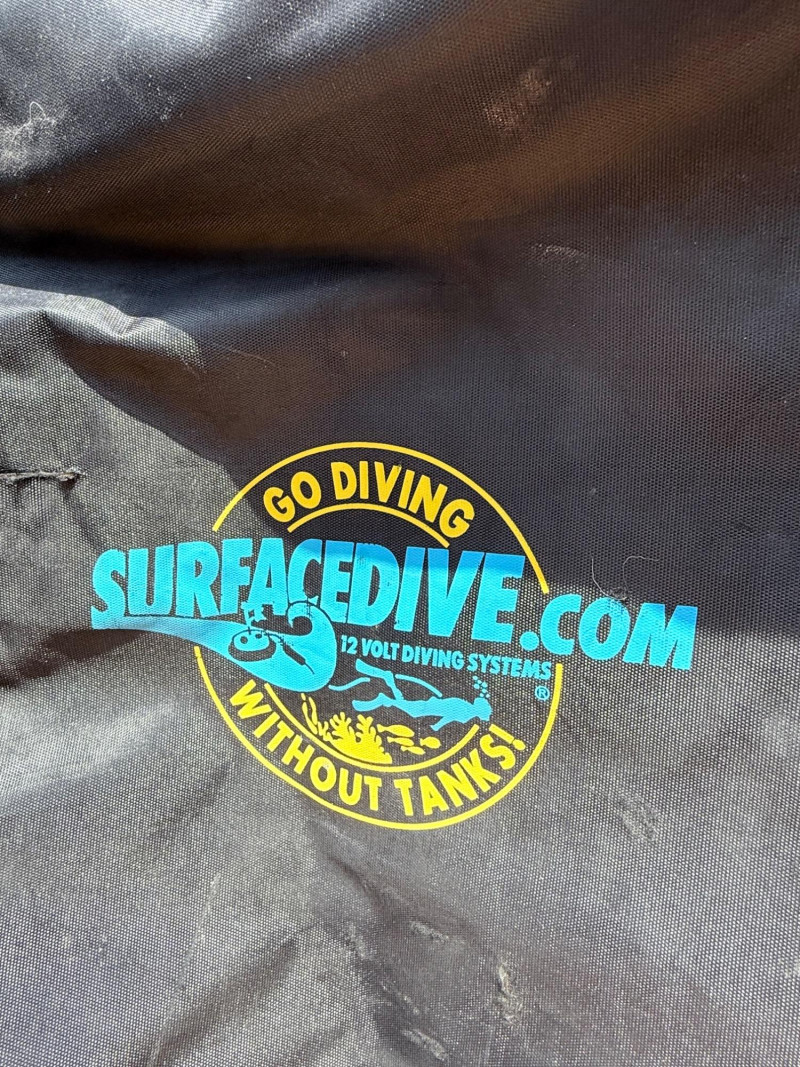 GO DIVING
SURFACEDIVE.COM
12 VOLT DIVING SYSTEMS
®
WITHOUT TANKS!